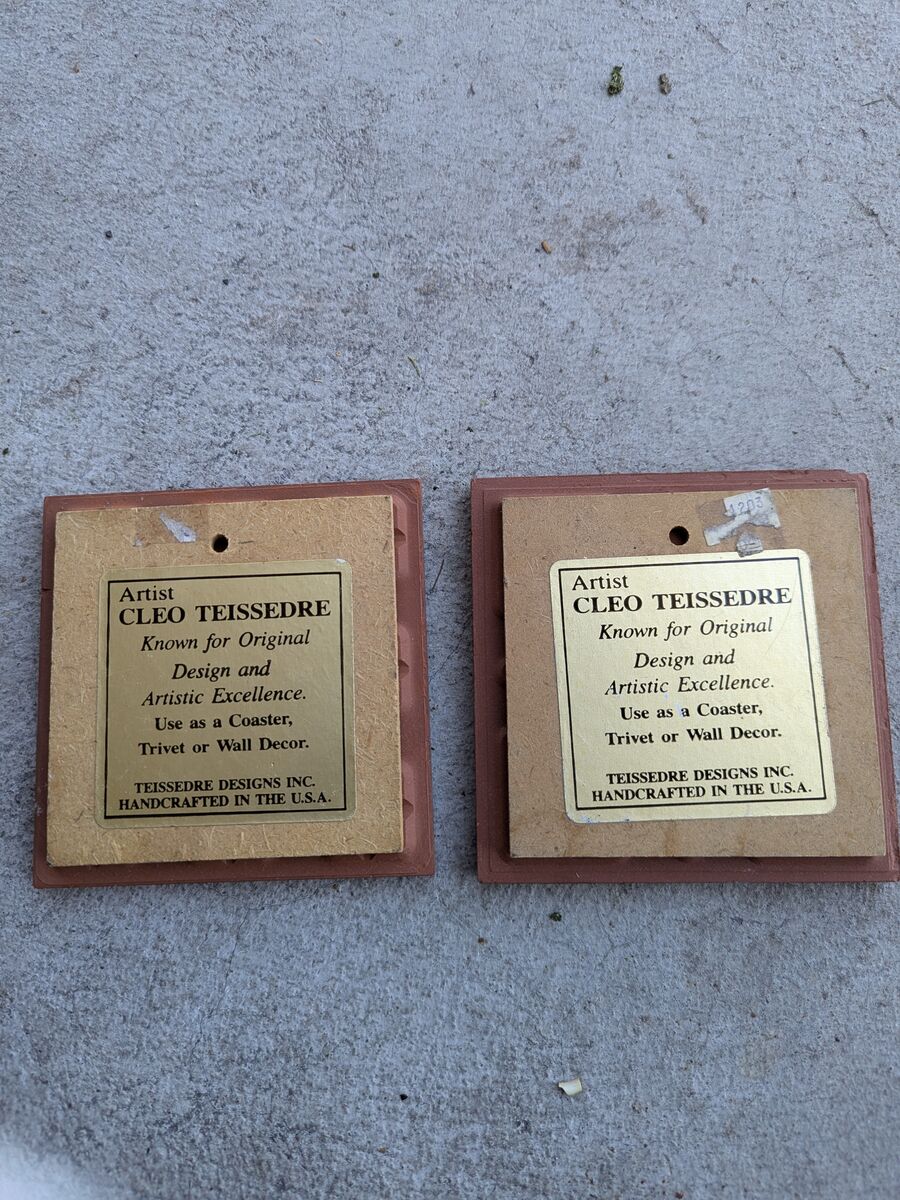 Artist
CLEO TEISSEDRE
Known for Original
Design and
Artistic Excellence.
Use as a Coaster,
Trivet or Wall Decor.
TEISSEDRE DESIGNS INC.
HANDCRAFTED IN THE U.S.A.
1203
Artist
CLEO TEISSEDRE
Known for Original
Design and
Artistic Excellence.
Use as a Coaster,
Trivet or Wall Decor.
TEISSEDRE DESIGNS INC.
HANDCRAFTED IN THE U.S.A.